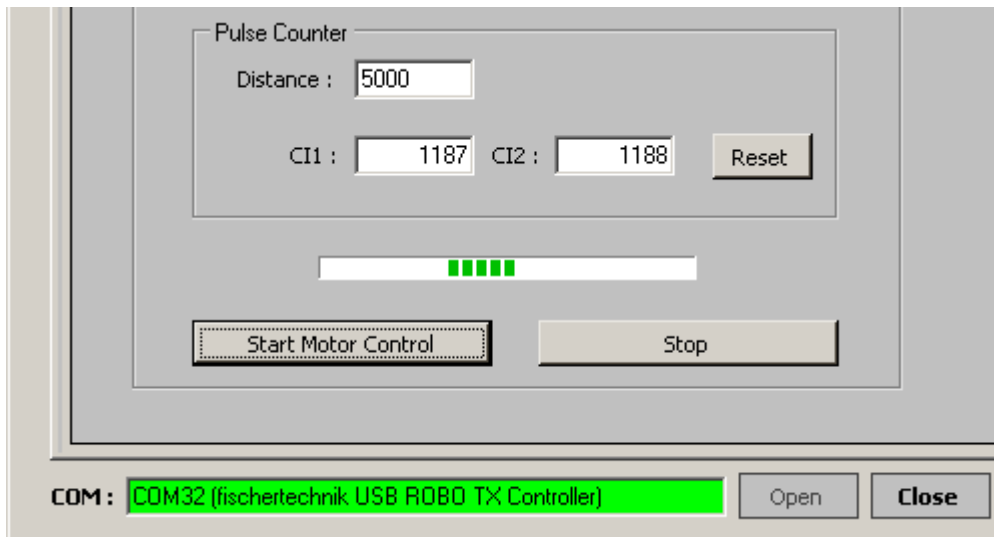 Pulse Counter
Distance : 5000
CI1 : 1187 CI2 : 1188 Reset
Start Motor Control Stop
COM : COM32 (fischertechnik USB ROBO TX Controller) Open Close